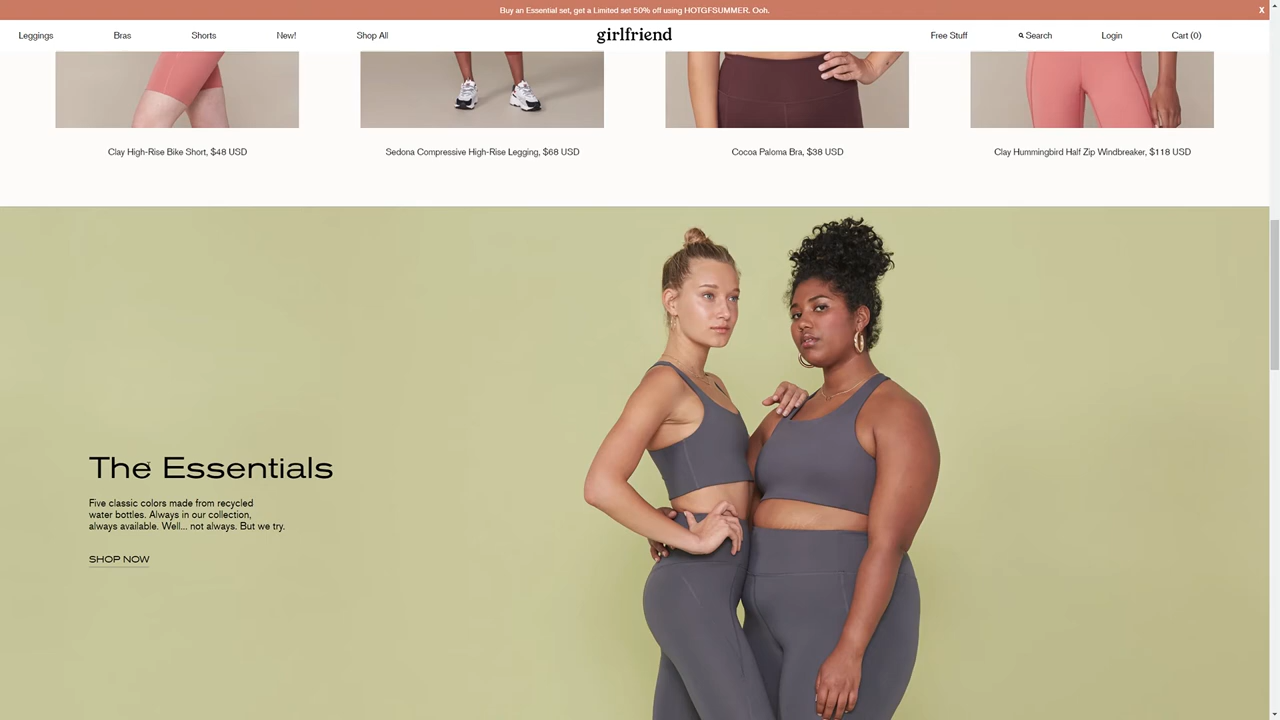 Buy an Essential set, get a Limited set 50% off using HOTGFSUMMER. Ooh.
X
Leggings Bras Shorts New! Shop All girlfriend Free Stuff Search Login Cart (0)
Clay High-Rise Bike Short, $48 USD
Sedona Compressive High-Rise Legging, $68 USD
Cocoa Paloma Bra, $38 USD
Clay Hummingbird Half Zip Windbreaker, $118 USD
The Essentials
Five classic colors made from recycled
water bottles. Always in our collection,
always available. Well... not always. But we try.
SHOP NOW